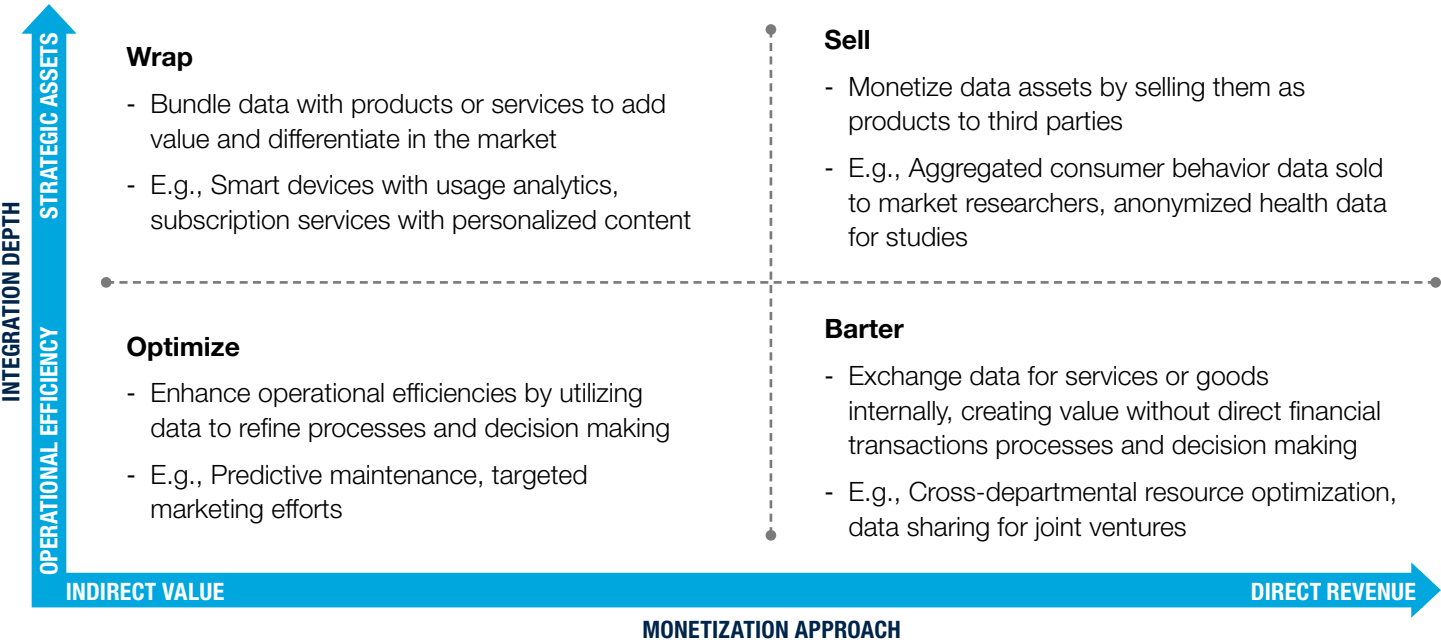 INTEGRATION DEPTH
STRATEGIC ASSETS
OPERATIONAL EFFICIENCY
Wrap
- Bundle data with products or services to add
value and differentiate in the market
- E.g., Smart devices with usage analytics,
subscription services with personalized content
Sell
- Monetize data assets by selling them as
products to third parties
- E.g., Aggregated consumer behavior data sold
to market researchers, anonymized health data
for studies
Optimize
- Enhance operational efficiencies by utilizing
data to refine processes and decision making
- E.g., Predictive maintenance, targeted
marketing efforts
Barter
- Exchange data for services or goods
internally, creating value without direct financial
transactions processes and decision making
- E.g., Cross-departmental resource optimization,
data sharing for joint ventures
INDIRECT VALUE
DIRECT REVENUE
MONETIZATION APPROACH